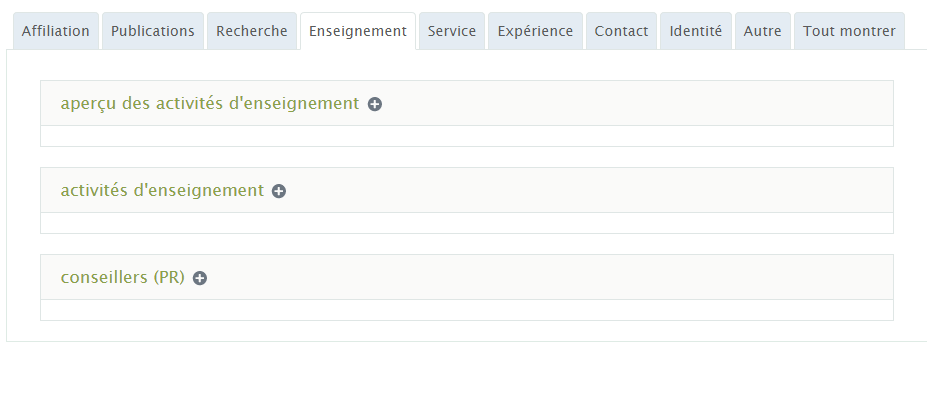 Affiliation Publications Recherche Enseignement Service Expérience Contact Identité Autre Tout montrer
aperçu des activités d'enseignement
activités d'enseignement
conseillers (PR)